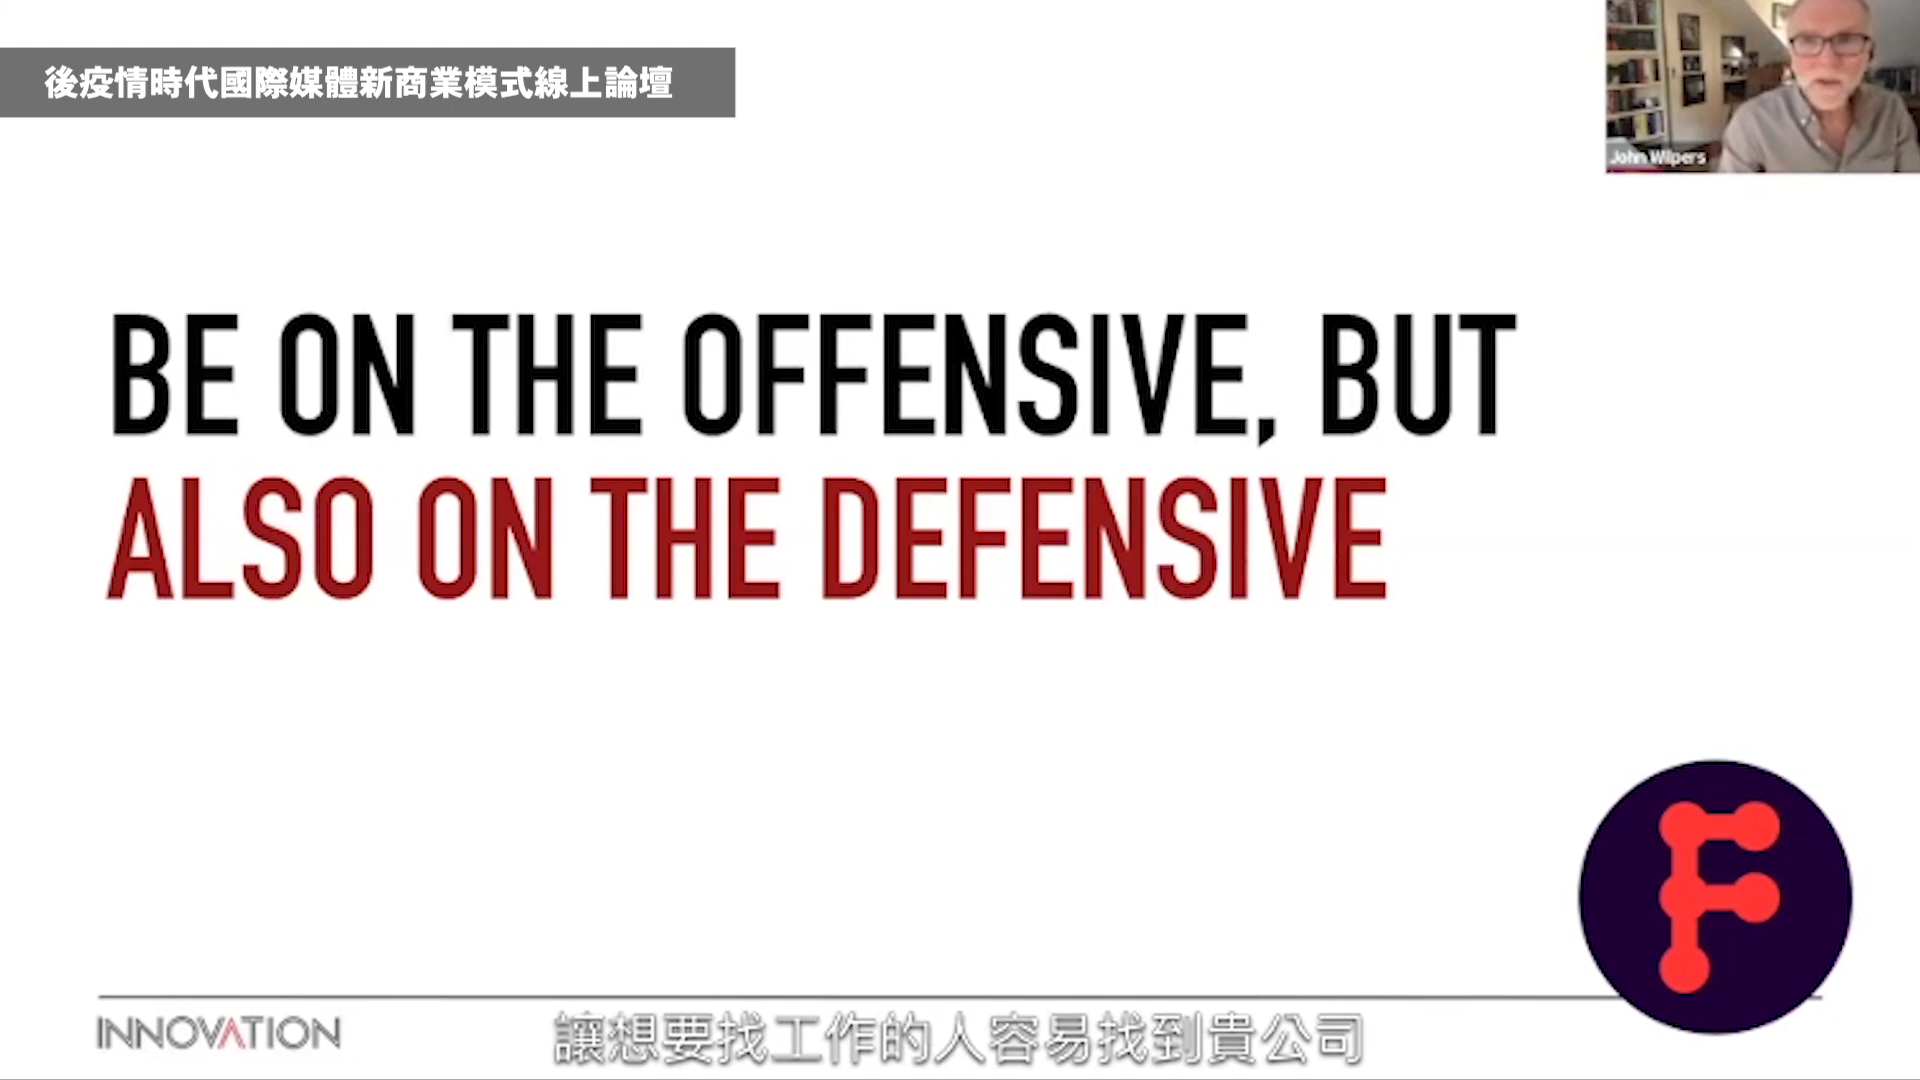 後疫情時代國際媒體新商業模式線上論壇
John Wilpers
BE ON THE OFFENSIVE, BUT
ALSO ON THE DEFENSIVE
F
INNOVATION
讓想要找工作的人容易找到貴公司